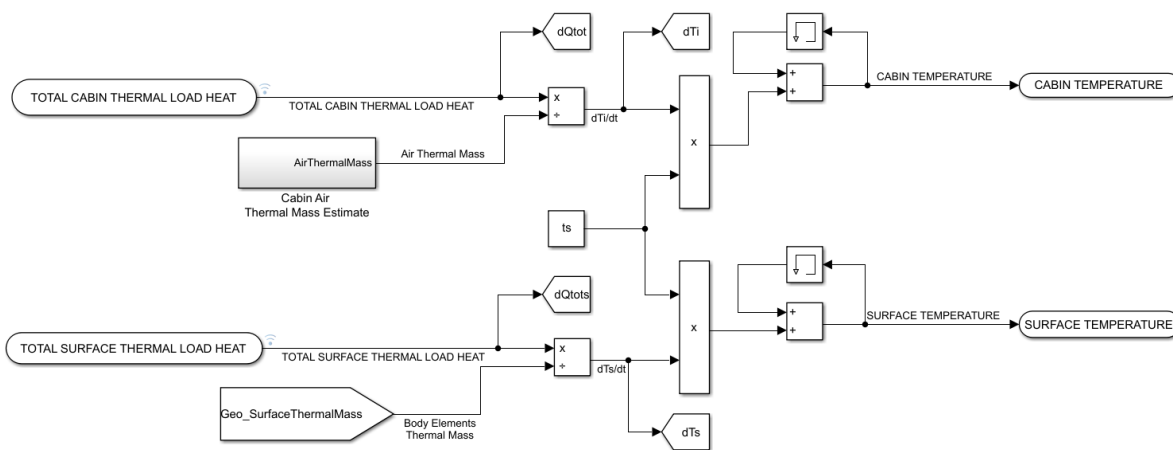 dQtot
dTi
TOTAL CABIN THERMAL LOAD HEAT
TOTAL CABIN THERMAL LOAD HEAT
x
÷
dTi/dt
+
+
CABIN TEMPERATURE
CABIN TEMPERATURE
AirThermalMass
Air Thermal Mass
Cabin Air
Thermal Mass Estimate
x
ts
dQtots
x
+
+
SURFACE TEMPERATURE
SURFACE TEMPERATURE
TOTAL SURFACE THERMAL LOAD HEAT
TOTAL SURFACE THERMAL LOAD HEAT
x
÷
dTs/dt
Geo_SurfaceThermalMass
Body Elements
Thermal Mass
dTs